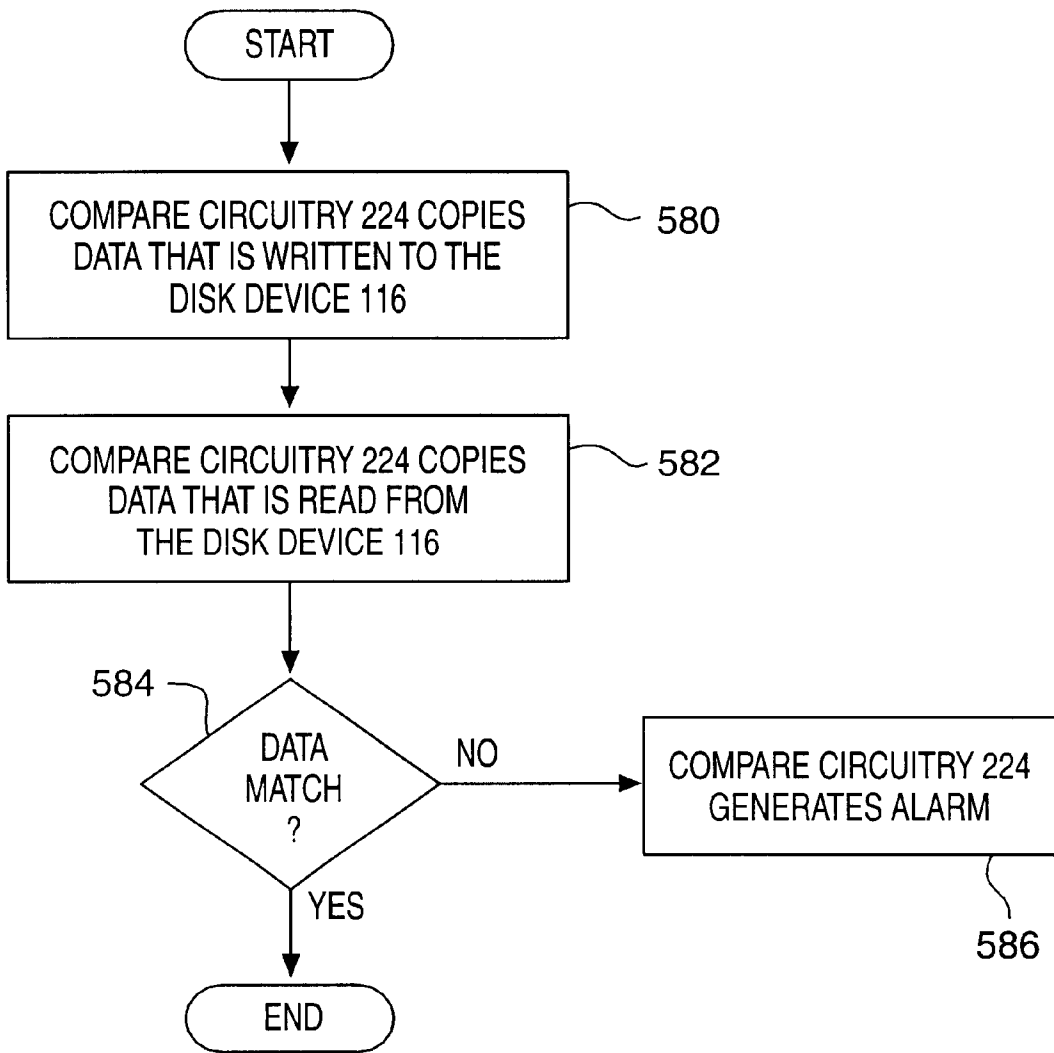 START
COMPARE CIRCUITRY 224 COPIES
DATA THAT IS WRITTEN TO THE
DISK DEVICE 116
580
COMPARE CIRCUITRY 224 COPIES
DATA THAT IS READ FROM
THE DISK DEVICE 116
582
584
DATA
MATCH
?
NO
COMPARE CIRCUITRY 224
GENERATES ALARM
586
YES
END